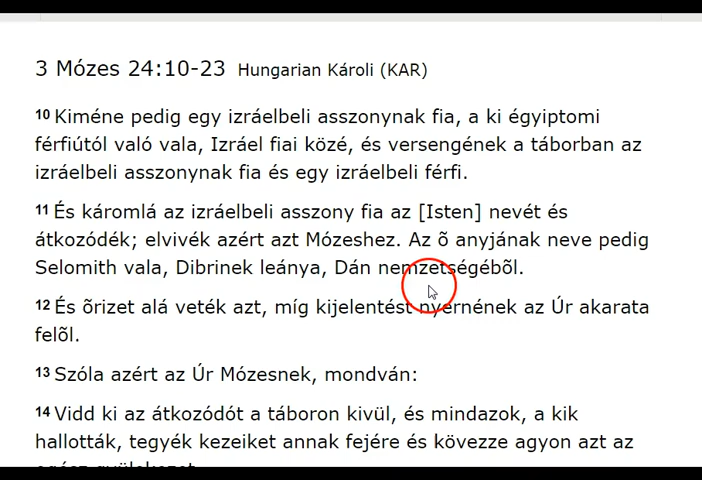 3 Mózes 24:10-23 Hungarian Károli (KAR)
10 Kiméne pedig egy izráelbeli asszonynak fia, a ki égyiptomi
férfiútól való vala, Izráel fiai közé, és versengének a táborban az
izráelbeli asszonynak fia és egy izráelbeli férfi.
11 És káromlá az izráelbeli asszony fia az [Isten] nevét és
átkozódék; elvivék azért azt Mózeshez. Az õ anyjának neve pedig
Selomith vala, Dibrinek leánya, Dán nemzetségébõl.
12 És õrizet alá veték azt, míg kijelentést nyernének az Úr akarata
felõl.
13 Szóla azért az Úr Mózesnek, mondván:
14 Vidd ki az átkozódót a táboron kivül, és mindazok, a kik
hallották, tegyék kezeiket annak fejére és kövezze agyon azt az